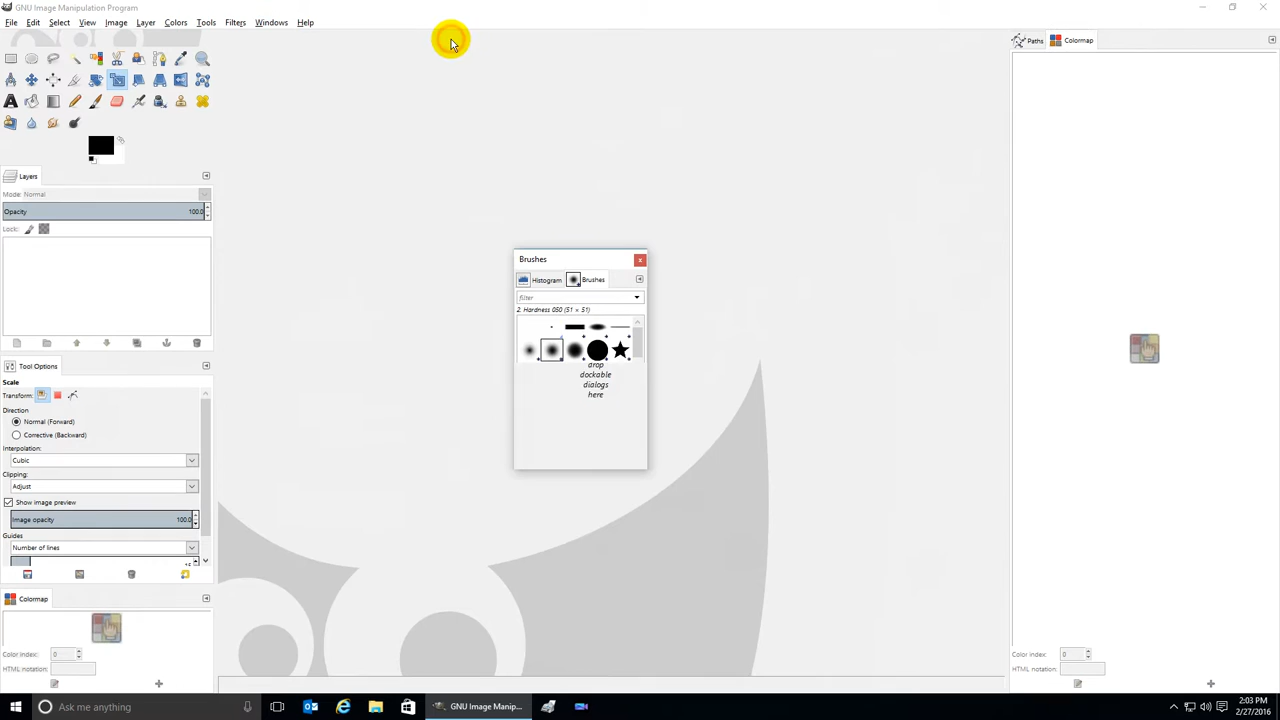 GNU Image Manipulation Program
File Edit Select View Image Layer Colors Tools Filters Windows Help
Paths Colormap
Layers
Mode: Normal
Opacity 100.0
Lock:
Brushes
Histogram Brushes
filter
2. Hardness 050 (51 × 51)
drop
dockable
dialogs
here
Tool Options
Scale
Transform:
Direction
Normal (Forward)
Corrective (Backward)
Interpolation:
Cubic
Clipping:
Adjust
Show image preview
Image opacity 100.0
Guides
Number of lines
Colormap
Color index: 0
HTML notation:
Color index: 0
HTML notation:
Ask me anything
GNU Image Manip...
2:03 PM
2/27/2016